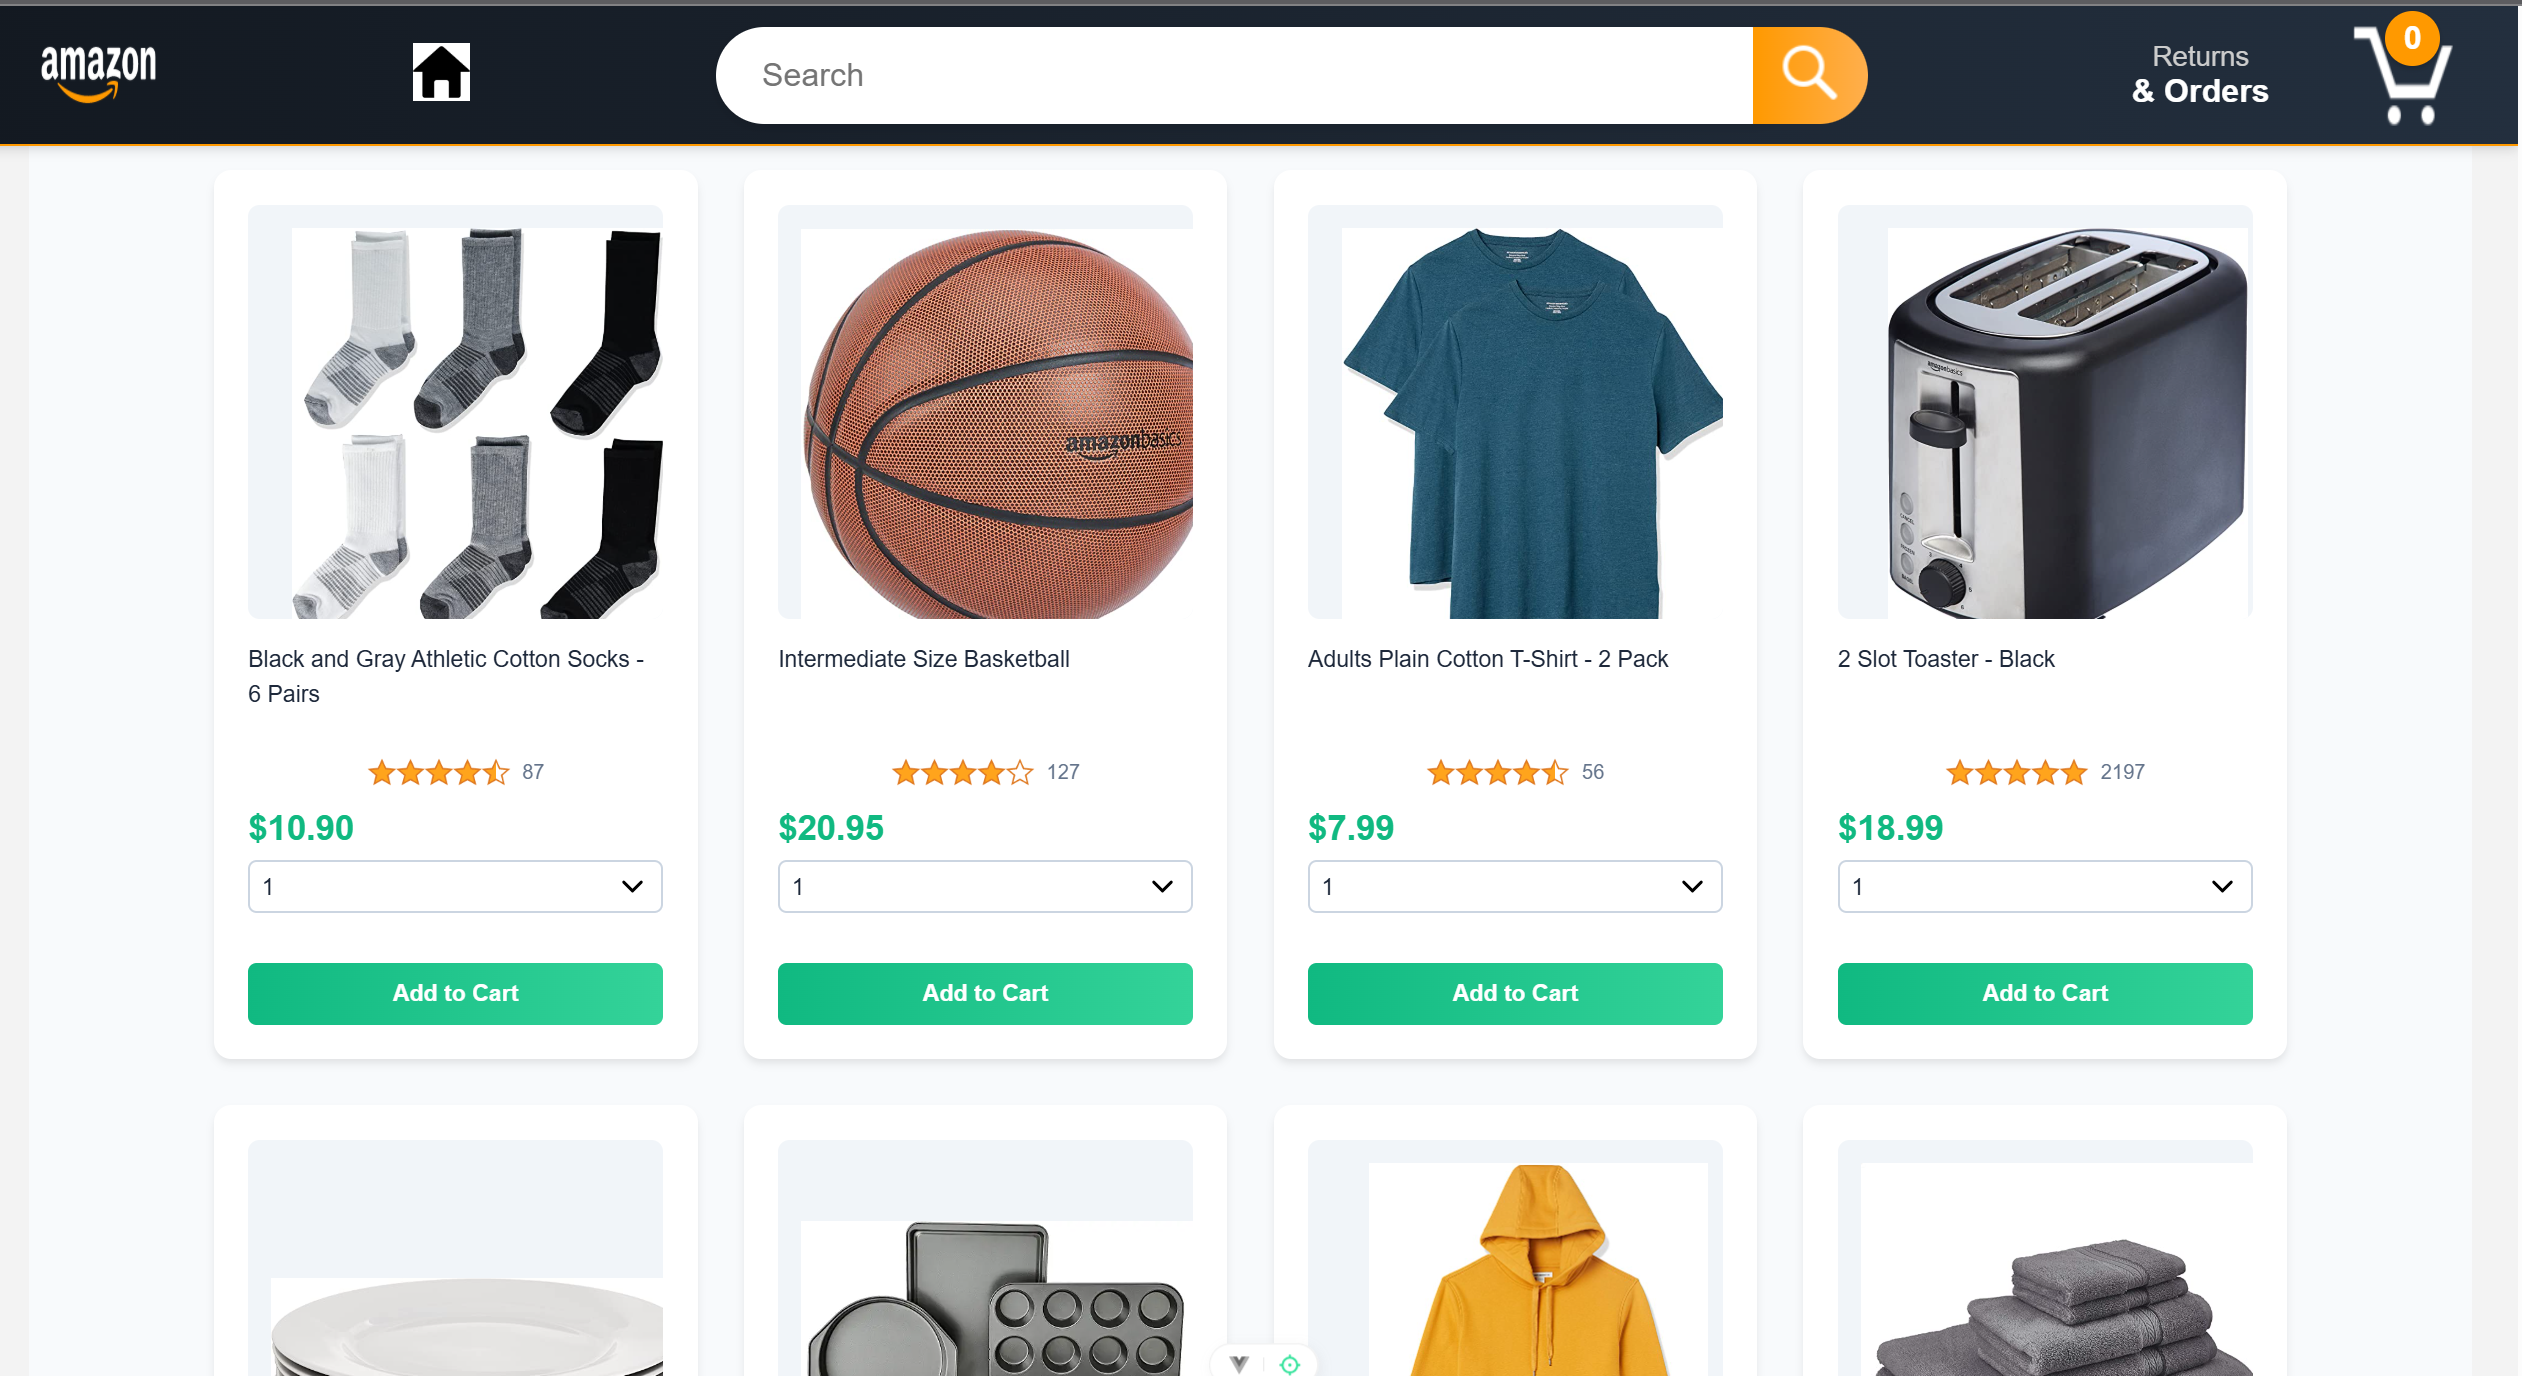 amazon
Search
Returns
& Orders
0
amazonbasics
amazonbasics
Black and Gray Athletic Cotton Socks -
6 Pairs
Intermediate Size Basketball
Adults Plain Cotton T-Shirt - 2 Pack
2 Slot Toaster - Black
87
127
56
2197
$10.90
$20.95
$7.99
$18.99
1
1
1
1
Add to Cart
Add to Cart
Add to Cart
Add to Cart